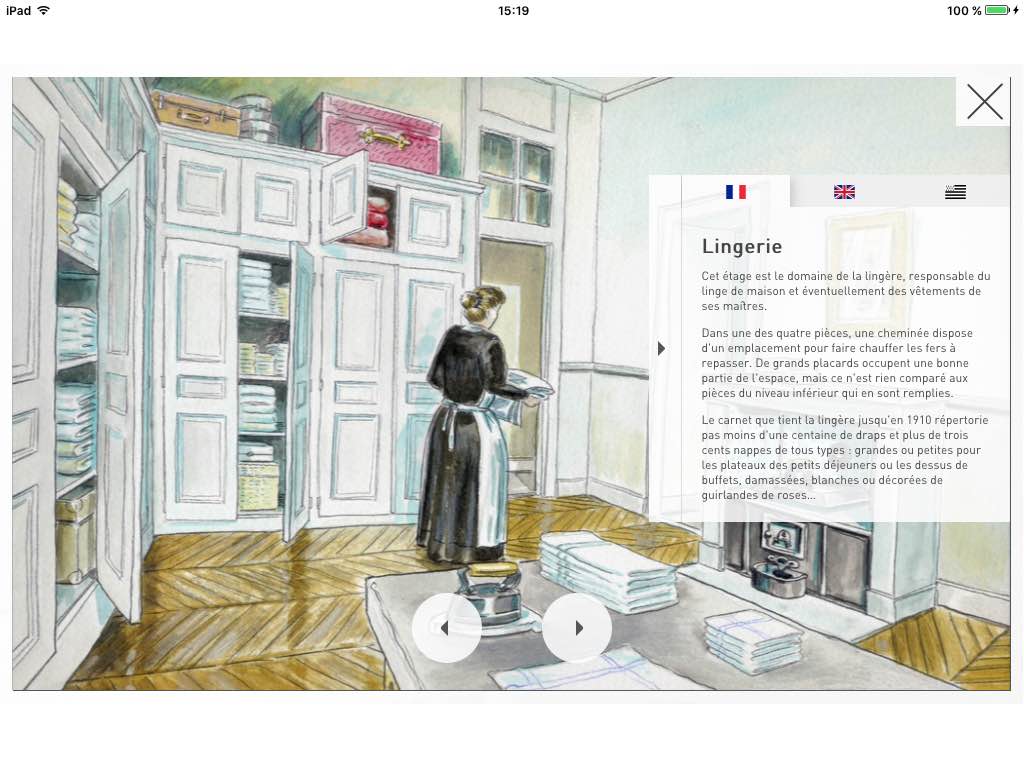 iPad 15:19 100 %
Lingerie
Cet étage est le domaine de la lingère, responsable du
linge de maison et éventuellement des vêtements de
ses maîtres.
Dans une des quatre pièces, une cheminée dispose
d'un emplacement pour faire chauffer les fers à
repasser. De grands placards occupent une bonne
partie de l'espace, mais ce n'est rien comparé aux
pièces du niveau inférieur qui en sont remplies.
Le carnet que tient la lingère jusqu'en 1910 répertorie
pas moins d'une centaine de draps et plus de trois
cents nappes de tous types : grandes ou petites pour
les plateaux des petits déjeuners ou les dessus de
buffets, damassées, blanches ou décorées de
guirlandes de roses...